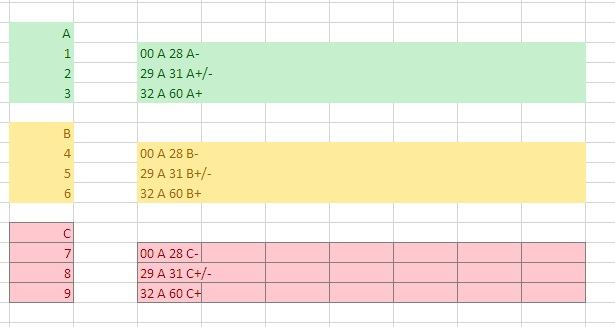 A
1 00 A 28 A-
2 29 A 31 A+/-
3 32 A 60 A+
B
4 00 A 28 B-
5 29 A 31 B+/-
6 32 A 60 B+
C
7 00 A 28 C-
8 29 A 31 C+/-
9 32 A 60 C+